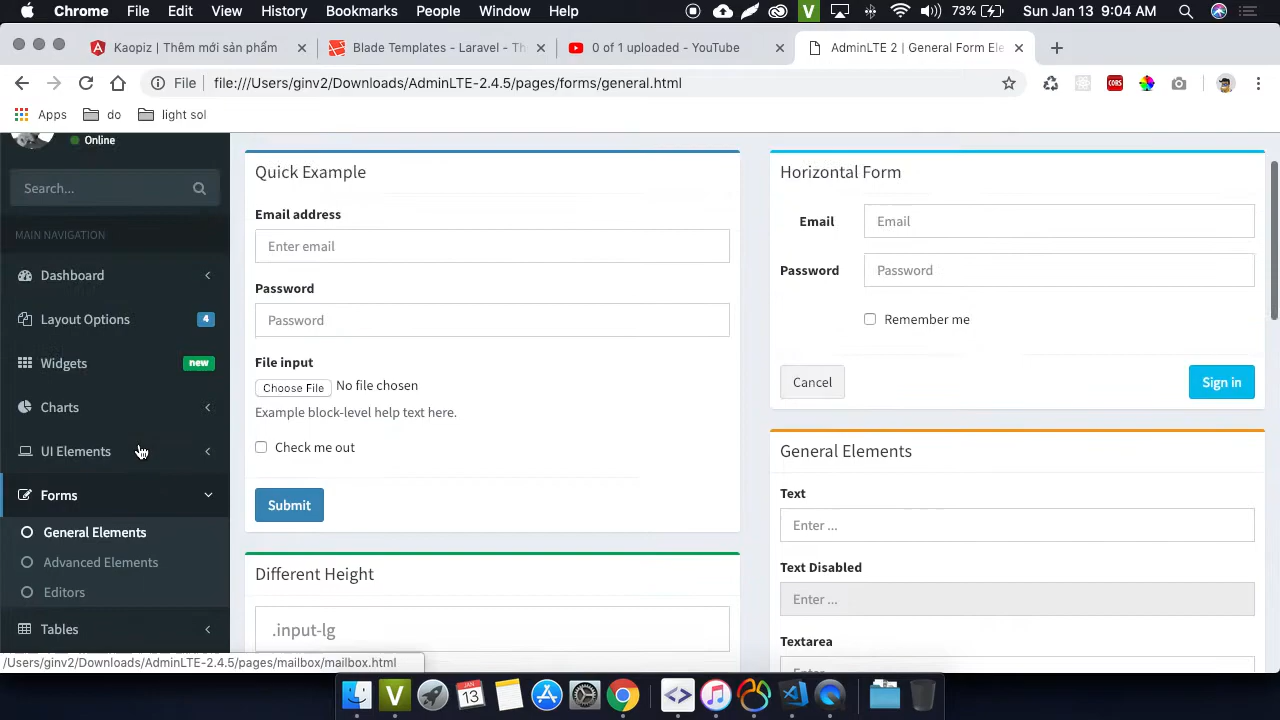 Chrome File Edit View History Bookmarks People Window Help V 73% Sun Jan 13 9:04 AM
Kaopiz | Thêm mới sản phẩm Blade Templates - Laravel - Th 0 of 1 uploaded - YouTube AdminLTE 2 | General Form Ele
File file:///Users/ginv2/Downloads/AdminLTE-2.4.5/pages/forms/general.html CORS
Apps do light sol
Online
Search...
MAIN NAVIGATION
Dashboard
Layout Options 4
Widgets new
Charts
UI Elements
Forms
General Elements
Advanced Elements
Editors
Tables
/Users/ginv2/Downloads/AdminLTE-2.4.5/pages/mailbox/mailbox.html
Quick Example
Email address
Enter email
Password
Password
File input
Choose File No file chosen
Example block-level help text here.
Check me out
Submit
Different Height
.input-lg
Horizontal Form
Email Email
Password Password
Remember me
Cancel Sign in
General Elements
Text
Enter ...
Text Disabled
Enter ...
Textarea
Enter ...
V JAN 13